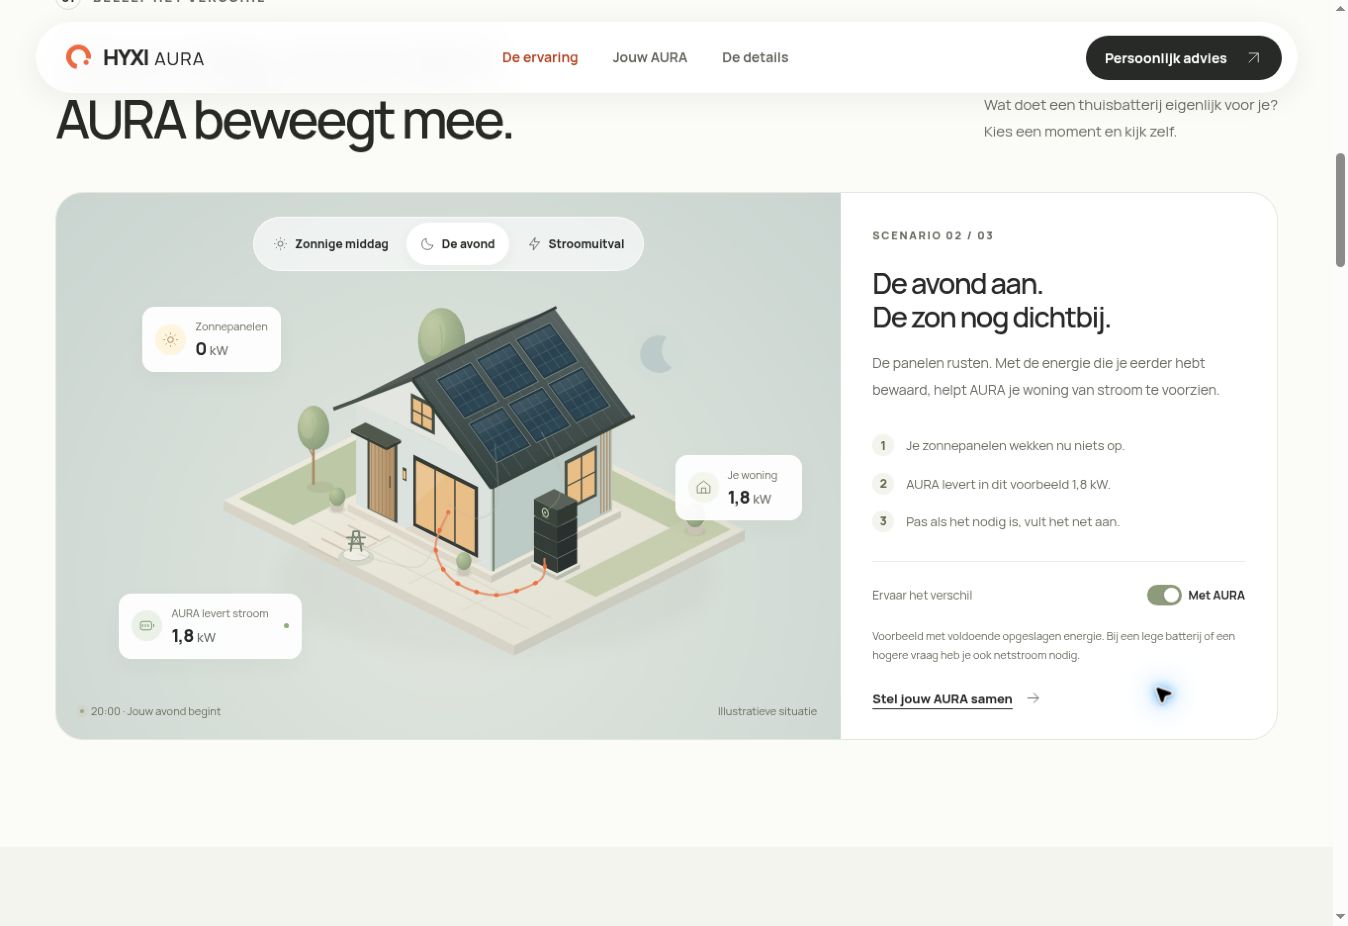 HYXI AURA
De ervaring
Jouw AURA
De details
Persoonlijk advies
AURA beweegt mee.
Wat doet een thuisbatterij eigenlijk voor je?
Kies een moment en kijk zelf.
Zonnige middag
De avond
Stroomuitval
Zonnepanelen
0 kW
Je woning
1,8 kW
AURA levert stroom
1,8 kW
20:00 · Jouw avond begint
Illustratieve situatie
SCENARIO 02 / 03
De avond aan.
De zon nog dichtbij.
De panelen rusten. Met de energie die je eerder hebt
bewaard, helpt AURA je woning van stroom te voorzien.
1 Je zonnepanelen wekken nu niets op.
2 AURA levert in dit voorbeeld 1,8 kW.
3 Pas als het nodig is, vult het net aan.
Ervaar het verschil
Met AURA
Voorbeeld met voldoende opgeslagen energie. Bij een lege batterij of een
hogere vraag heb je ook netstroom nodig.
Stel jouw AURA samen